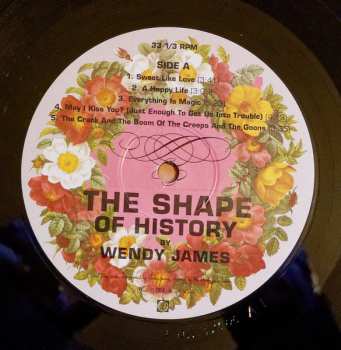 33 1/3 RPM
SIDE A
1. Sweet Like Love
2. A Happy Life
3. Everything Is Magic
4. May I Kiss You? (Just Enough To Get Us Into Trouble)
5. The Crack And The Boom Of The Creeps And The Goons
THE SHAPE
OF HISTORY
BY
WENDY JAMES